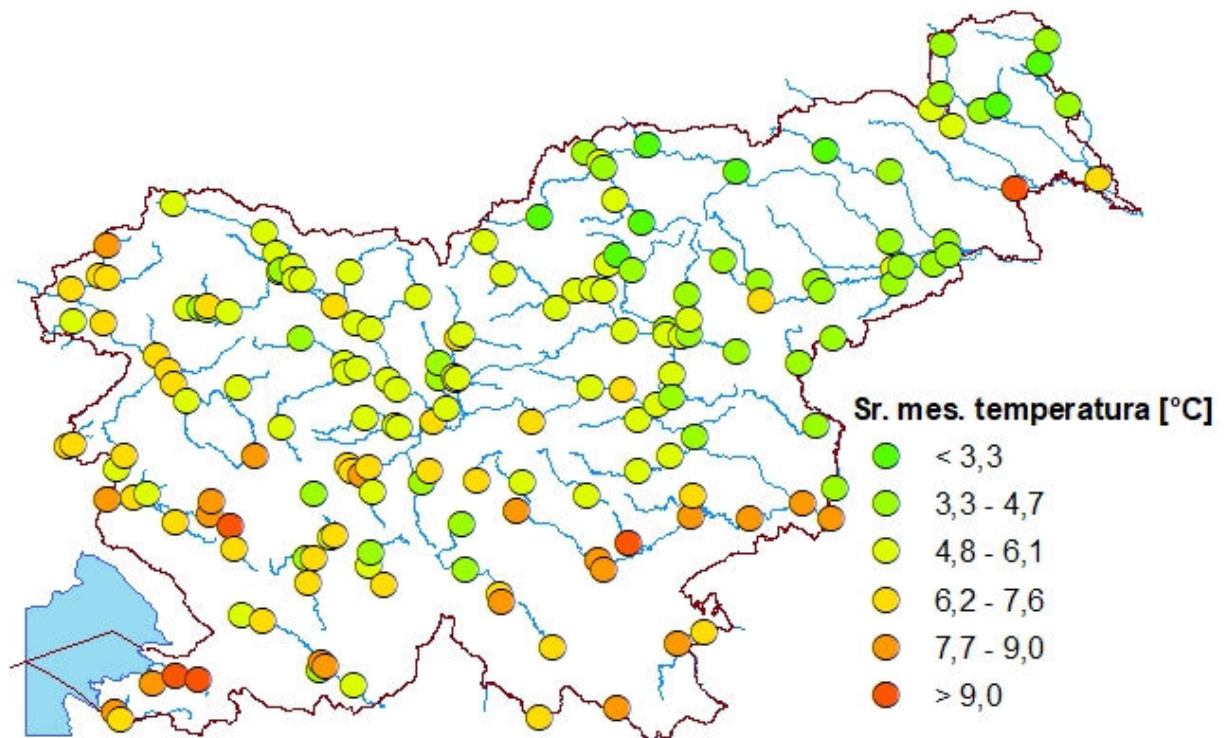 Sr. mes. temperatura [°C]
< 3,3
3,3 - 4,7
4,8 - 6,1
6,2 - 7,6
7,7 - 9,0
> 9,0